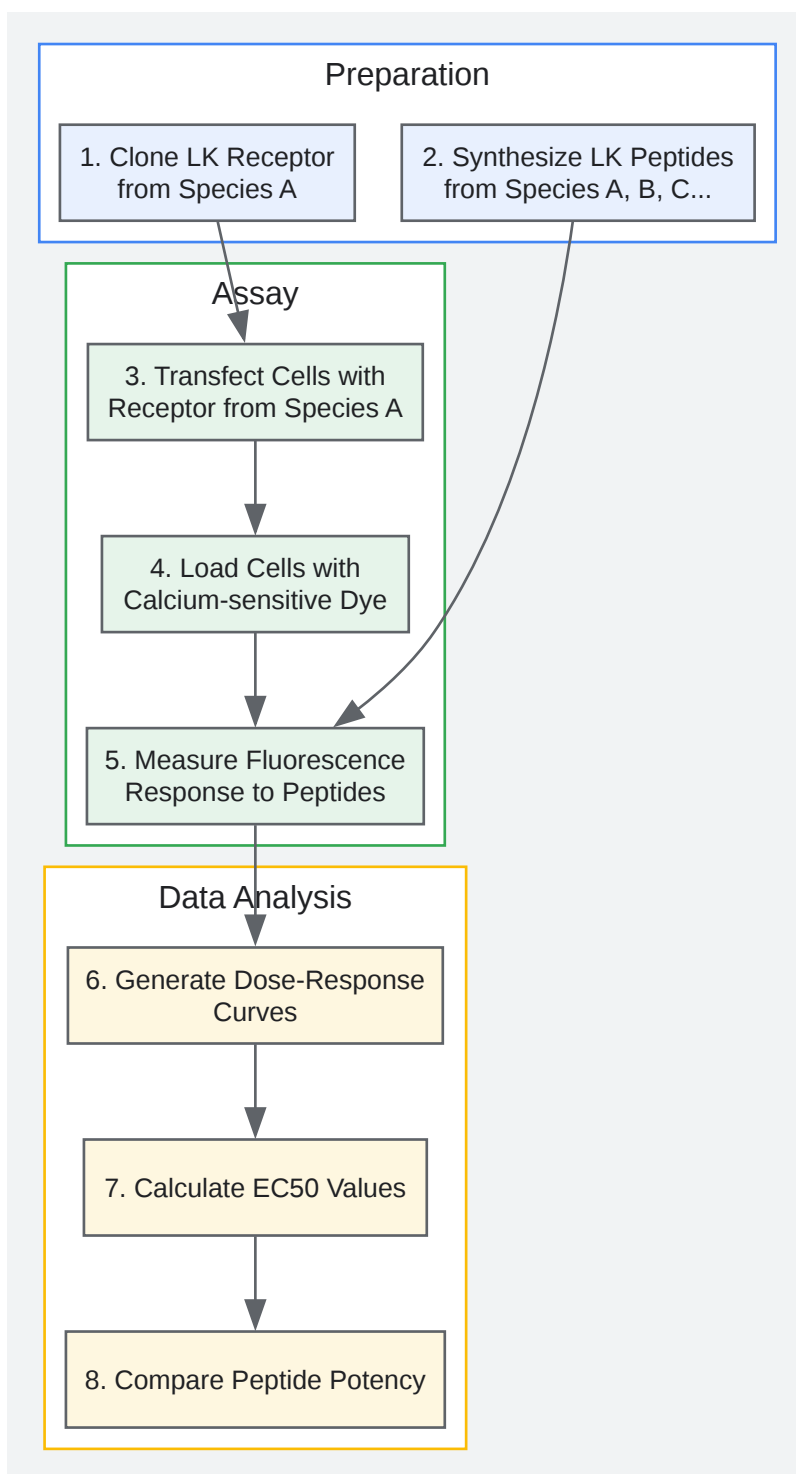 Preparation
1. Clone LK Receptor
from Species A
2. Synthesize LK Peptides
from Species A, B, C...
Assay
3. Transfect Cells with
Receptor from Species A
4. Load Cells with
Calcium-sensitive Dye
5. Measure Fluorescence
Response to Peptides
Data Analysis
6. Generate Dose-Response
Curves
7. Calculate EC50 Values
8. Compare Peptide Potency